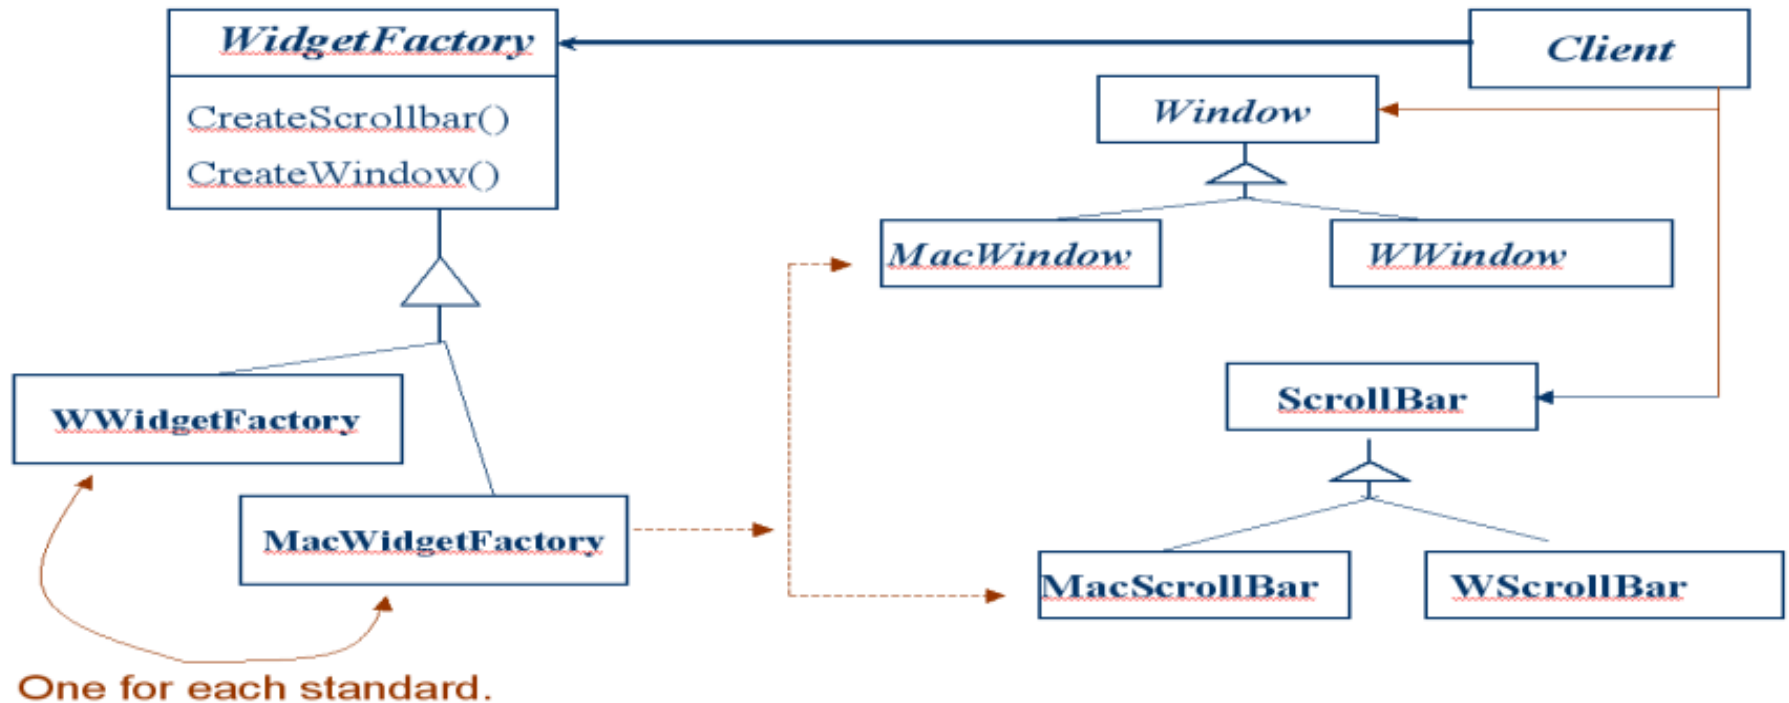 WidgetFactory
CreateScrollbar()
CreateWindow()
Client
Window
MacWindow
WWindow
WWidgetFactory
MacWidgetFactory
ScrollBar
MacScrollBar
WScrollBar
One for each standard.